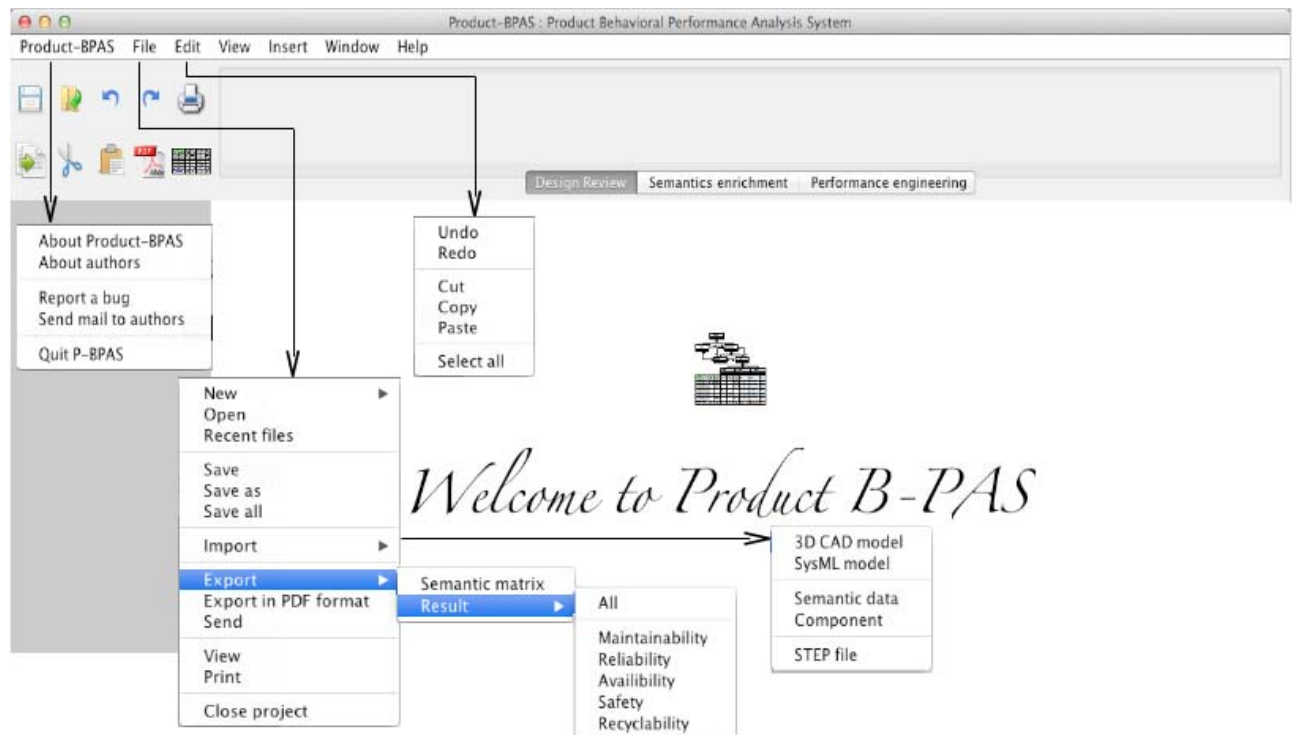 Product-BPAS : Product Behavioral Performance Analysis System
Product-BPAS File Edit View Insert Window Help
PDF
Design Review Semantics enrichment Performance engineering
About Product-BPAS
About authors
Report a bug
Send mail to authors
Quit P-BPAS
Undo
Redo
Cut
Copy
Paste
Select all
New
Open
Recent files
Save
Save as
Save all
Import
Export
Export in PDF format
Send
View
Print
Close project
Welcome to Product B-PAS
Semantic matrix
Result
All
Maintainability
Reliability
Availibility
Safety
Recyclability
3D CAD model
SysML model
Semantic data
Component
STEP file